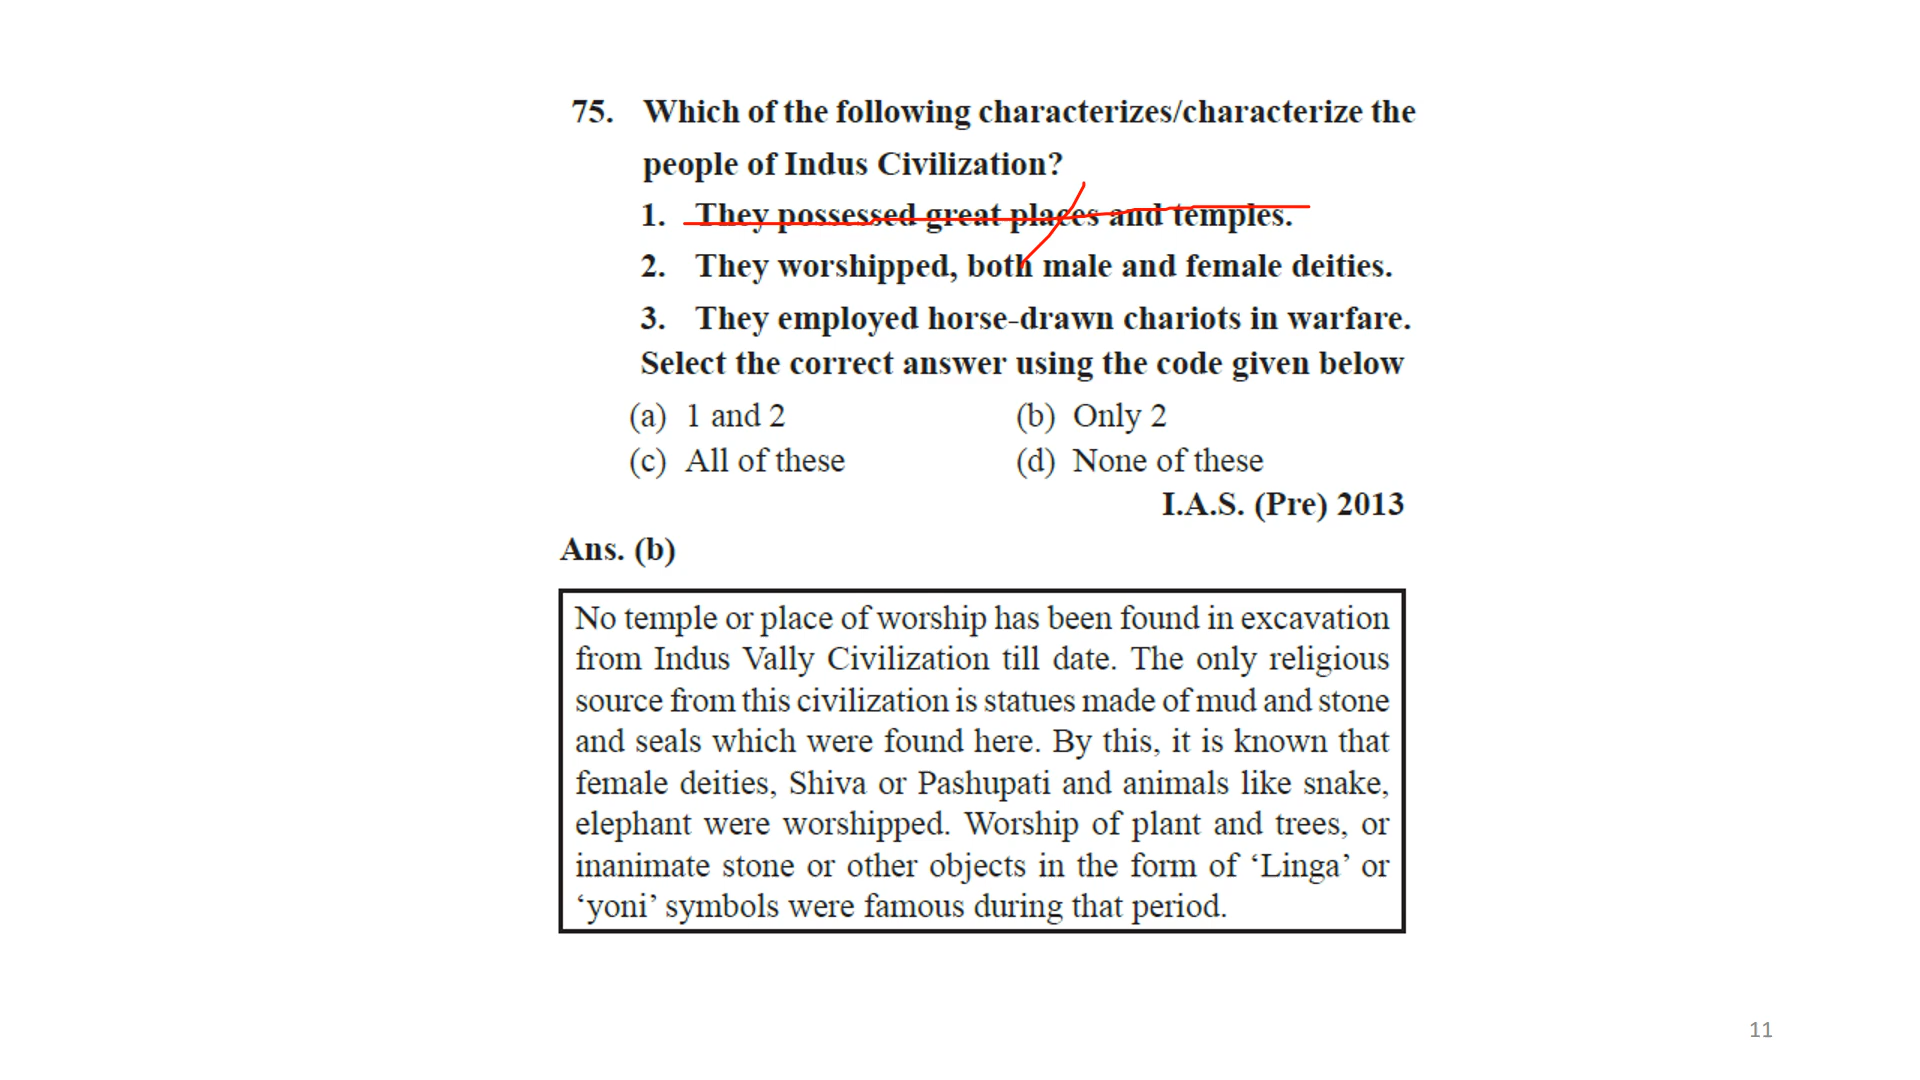 75. Which of the following characterizes/characterize the
people of Indus Civilization?
1. They possessed great places and temples.
2. They worshipped, both male and female deities.
3. They employed horse-drawn chariots in warfare.
Select the correct answer using the code given below
(a) 1 and 2 (b) Only 2
(c) All of these (d) None of these
I.A.S. (Pre) 2013
Ans. (b)
No temple or place of worship has been found in excavation
from Indus Vally Civilization till date. The only religious
source from this civilization is statues made of mud and stone
and seals which were found here. By this, it is known that
female deities, Shiva or Pashupati and animals like snake,
elephant were worshipped. Worship of plant and trees, or
inanimate stone or other objects in the form of ‘Linga’ or
‘yoni’ symbols were famous during that period.
11